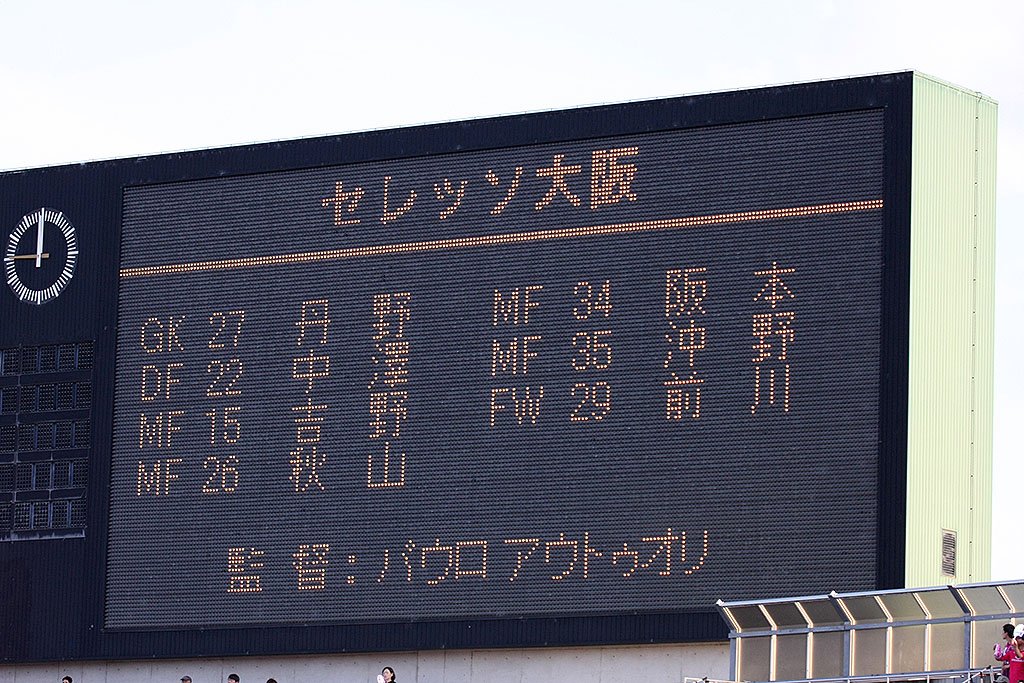 セレッソ大阪
GK 27 丹野 MF 34 阪本
DF 22 中澤 MF 35 沖野
MF 15 吉野 FW 29 前川
MF 26 秋山
監督：パウロ アウトゥオリ